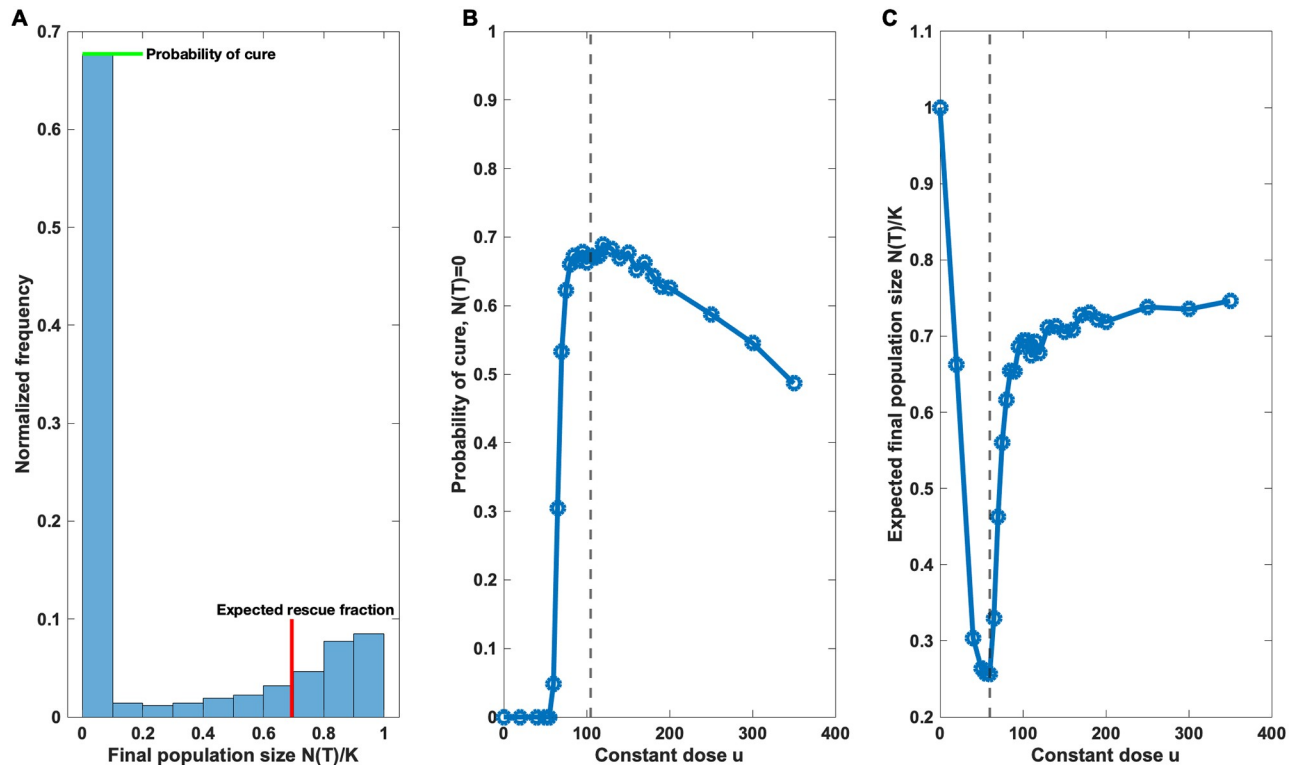 A
Normalized frequency
0.7
0.6
0.5
0.4
0.3
0.2
0.1
0
Probability of cure
Expected rescue fraction
0 0.2 0.4 0.6 0.8 1
Final population size N(T)/K
B
Probability of cure, N(T)=0
1
0.9
0.8
0.7
0.6
0.5
0.4
0.3
0.2
0.1
0
0 100 200 300 400
Constant dose u
C
Expected final population size N(T)/K
1.1
1
0.9
0.8
0.7
0.6
0.5
0.4
0.3
0.2
0 100 200 300 400
Constant dose u